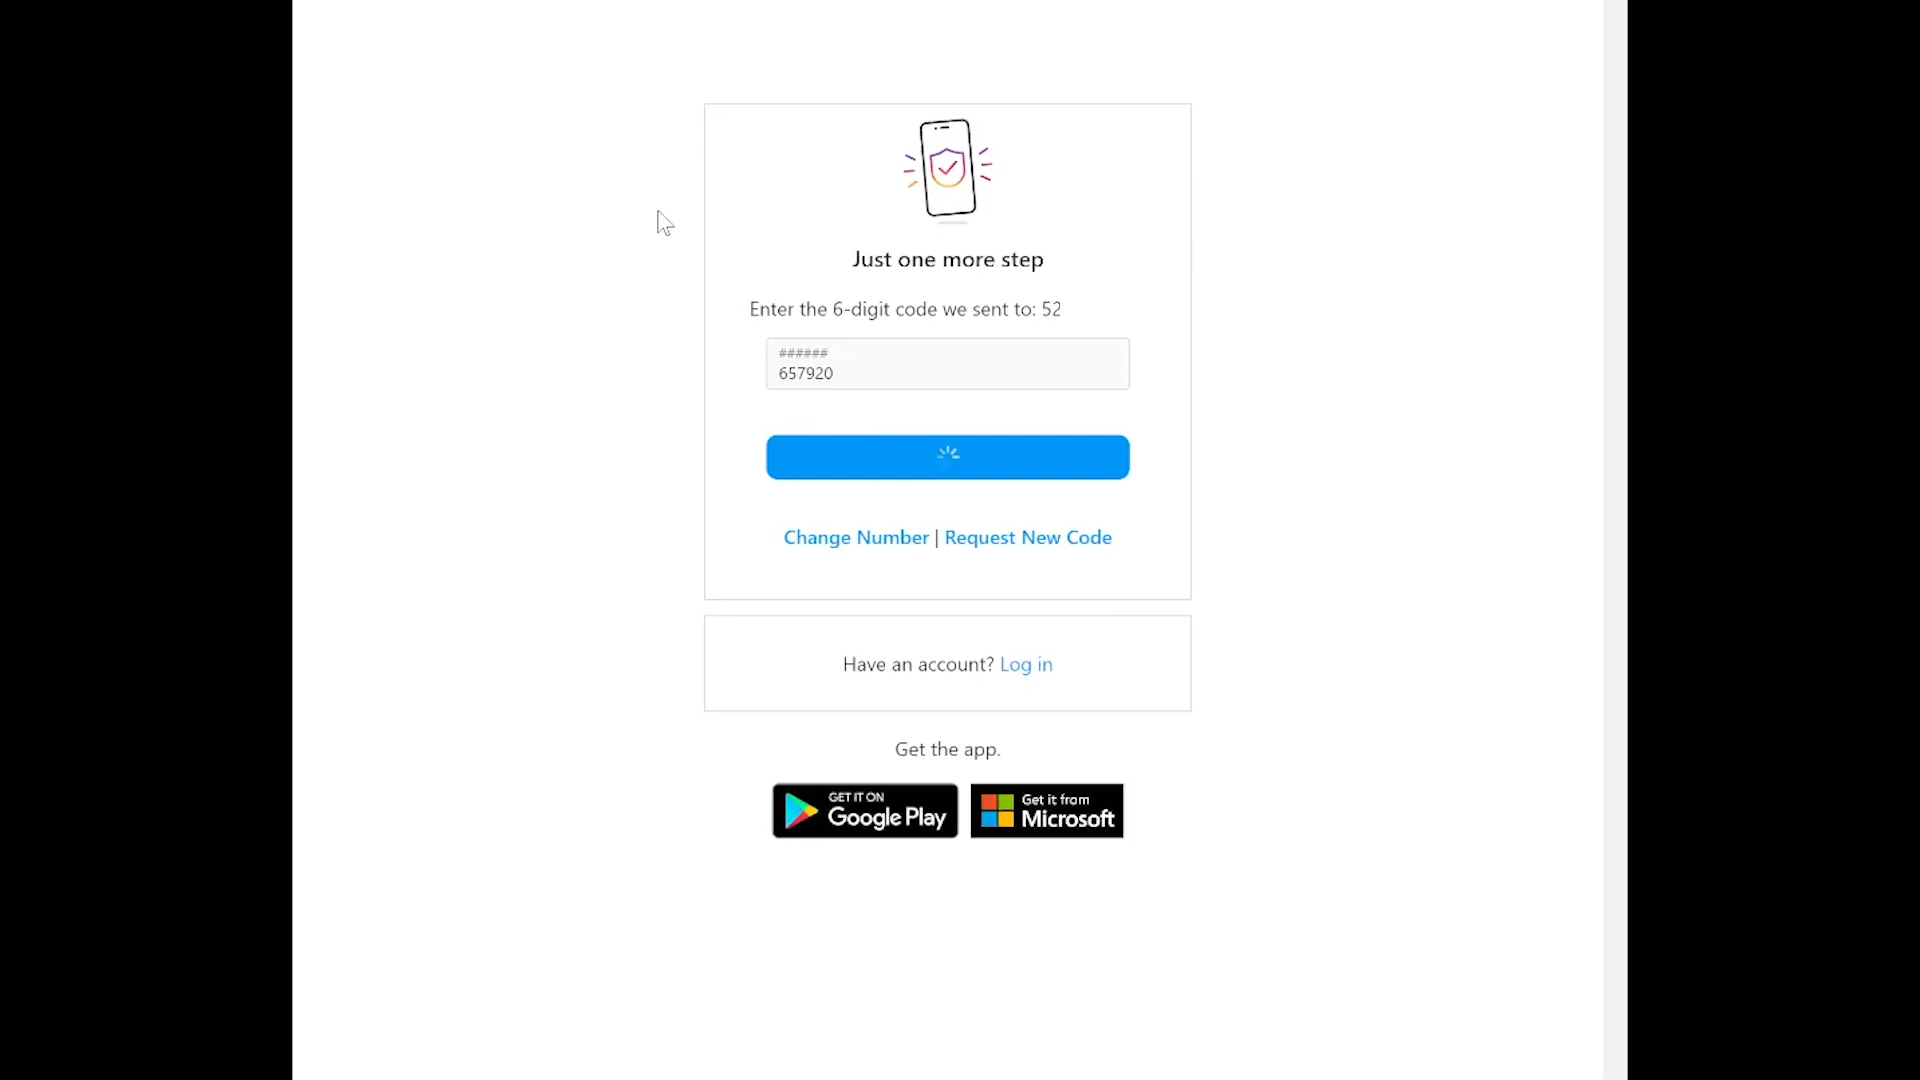 Just one more step
Enter the 6-digit code we sent to: 52
######
657920
Change Number | Request New Code
Have an account? Log in
Get the app.
GET IT ON
Google Play
Get it from
Microsoft